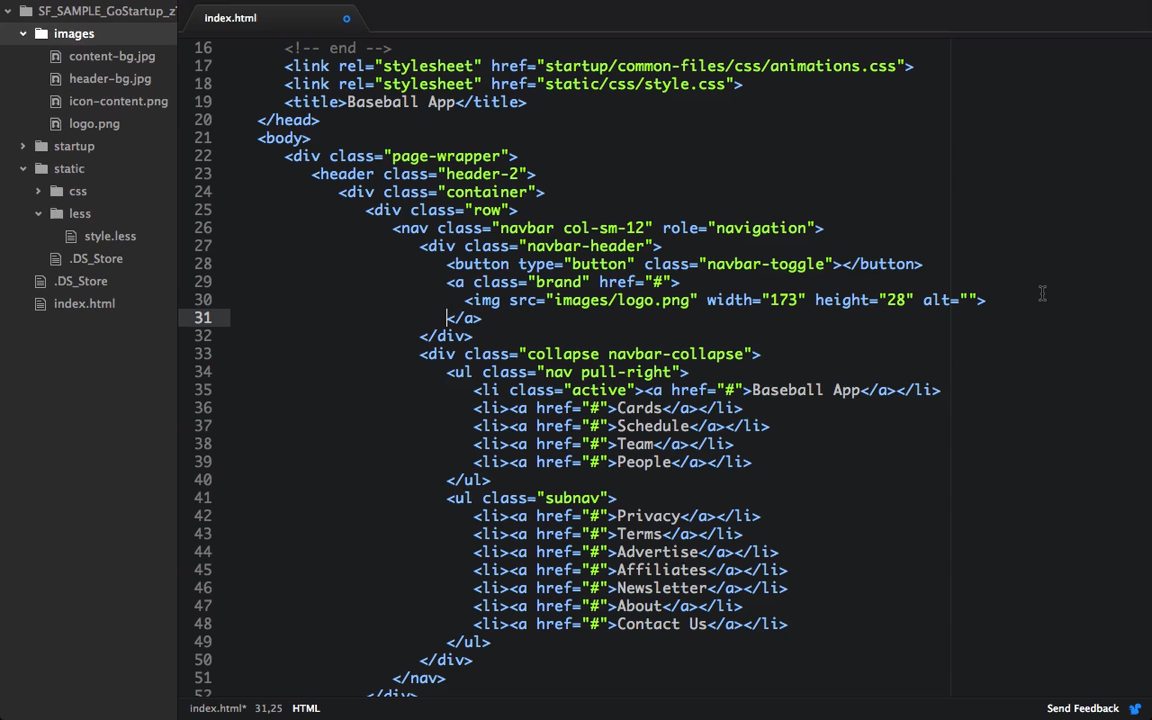 SF_SAMPLE_GoStartup_z
images
content-bg.jpg
header-bg.jpg
icon-content.png
logo.png
startup
static
css
less
style.less
.DS_Store
.DS_Store
index.html
index.html
16 <!-- end -->
17 <link rel="stylesheet" href="startup/common-files/css/animations.css">
18 <link rel="stylesheet" href="static/css/style.css">
19 <title>Baseball App</title>
20 </head>
21 <body>
22 <div class="page-wrapper">
23 <header class="header-2">
24 <div class="container">
25 <div class="row">
26 <nav class="navbar col-sm-12" role="navigation">
27 <div class="navbar-header">
28 <button type="button" class="navbar-toggle"></button>
29 <a class="brand" href="#">
30 <img src="images/logo.png" width="173" height="28" alt="">
31 </a>
32 </div>
33 <div class="collapse navbar-collapse">
34 <ul class="nav pull-right">
35 <li class="active"><a href="#">Baseball App</a></li>
36 <li><a href="#">Cards</a></li>
37 <li><a href="#">Schedule</a></li>
38 <li><a href="#">Team</a></li>
39 <li><a href="#">People</a></li>
40 </ul>
41 <ul class="subnav">
42 <li><a href="#">Privacy</a></li>
43 <li><a href="#">Terms</a></li>
44 <li><a href="#">Advertise</a></li>
45 <li><a href="#">Affiliates</a></li>
46 <li><a href="#">Newsletter</a></li>
47 <li><a href="#">About</a></li>
48 <li><a href="#">Contact Us</a></li>
49 </ul>
50 </div>
51 </nav>
52 </div>
index.html* 31,25 HTML Send Feedback